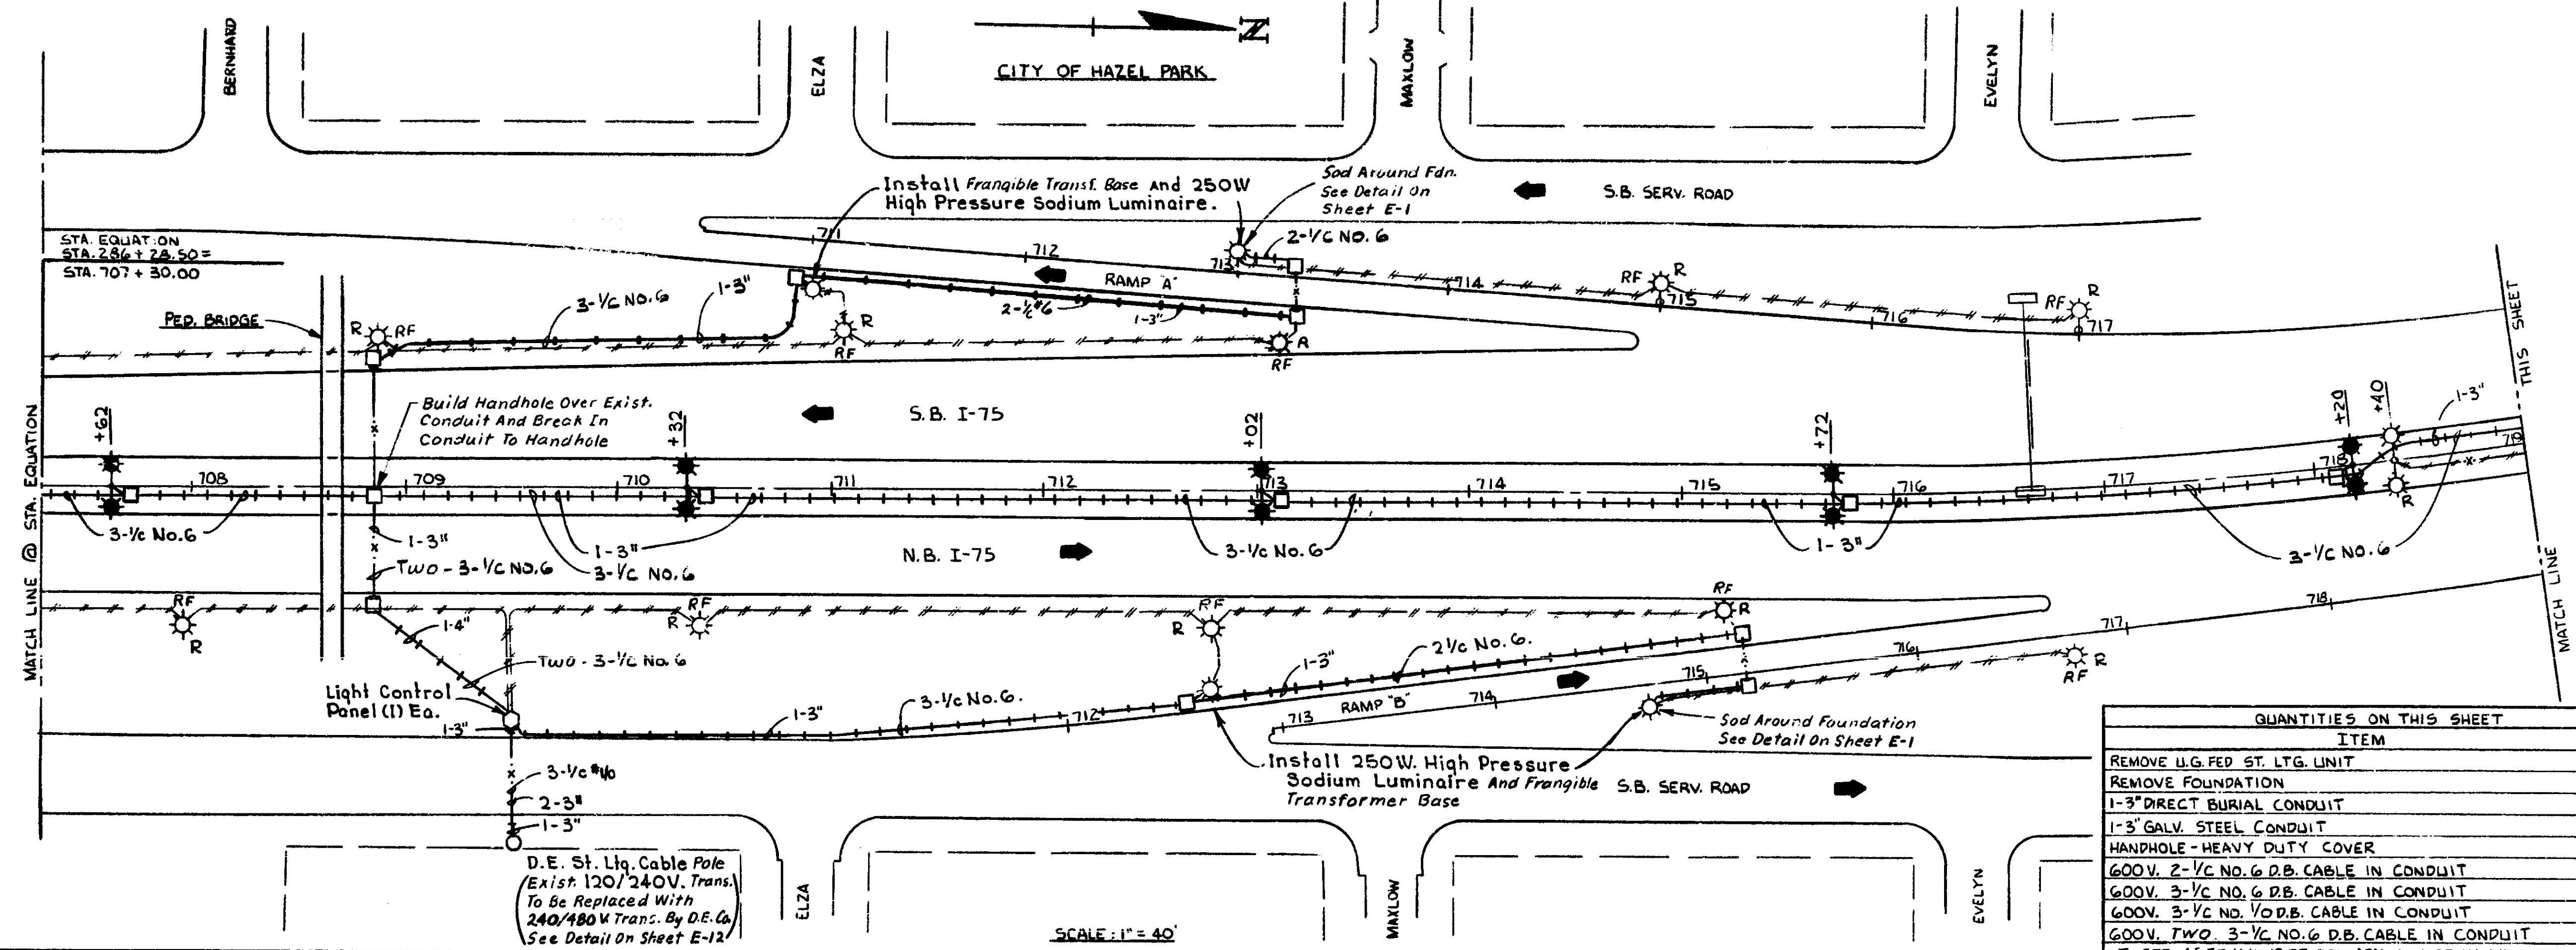 BERNHARD
ELZA
N
CITY OF HAZEL PARK
MAXLOW
EVELYN
Install Frangible Transf. Base And 250W
High Pressure Sodium Luminaire.
Sod Around Fdn.
See Detail On
Sheet E-1
S.B. SERV. ROAD
STA. EQUATION
STA. 286 + 28.50 =
STA. 707 + 30.00
711
712
713
2-1/C NO. 6
RAMP "A"
714
RF
R
715
716
RF
R
717
3-1/C NO. 6
1-3"
2-1/C #6
1-3"
PED. BRIDGE
R
RF
R
RF
R
RF
THIS SHEET
Build Handhole Over Exist.
Conduit And Break In
Conduit To Handhole
S.B. I-75
+62
+32
+02
+72
+20
+40
1-3"
708
709
710
711
712
713
714
715
716
717
718
719
R
3-1/C No. 6
1-3"
TWO - 3-1/C NO. 6
1-3"
3-1/C NO. 6
N.B. I-75
3-1/C No. 6
1-3"
3-1/C NO. 6
MATCH LINE @ STA. EQUATION
MATCH LINE
RF
R
RF
R
RF
R
RF
R
718
717
716
715
714
713
712
R
RF
1-4"
TWO - 3-1/C No. 6
2 1/C No. 6.
1-3"
Light Control
Panel (1) Ea.
1-3"
1-3"
3-1/C No. 6.
RAMP "B"
Sod Around Foundation
See Detail On Sheet E-1
Install 250W. High Pressure
Sodium Luminaire And Frangible
Transformer Base
S.B. SERV. ROAD
3-1/C #1/0
2-3"
1-3"
D.E. St. Ltg. Cable Pole
(Exist. 120/240V. Trans.
To Be Replaced With
240/480 V. Trans. By D.E. Co.
See Detail On Sheet E-12)
ELZA
MAXLOW
EVELYN
SCALE: 1" = 40'
QUANTITIES ON THIS SHEET
ITEM
REMOVE U.G. FED ST. LTG. UNIT
REMOVE FOUNDATION
1-3" DIRECT BURIAL CONDUIT
1-3" GALV. STEEL CONDUIT
HANDHOLE - HEAVY DUTY COVER
600V. 2-1/C NO. 6 D.B. CABLE IN CONDUIT
600V. 3-1/C NO. 6 D.B. CABLE IN CONDUIT
600V. 3-1/C NO. 1/0 D.B. CABLE IN CONDUIT
600V. TWO. 3-1/C NO. 6 D.B. CABLE IN CONDUIT